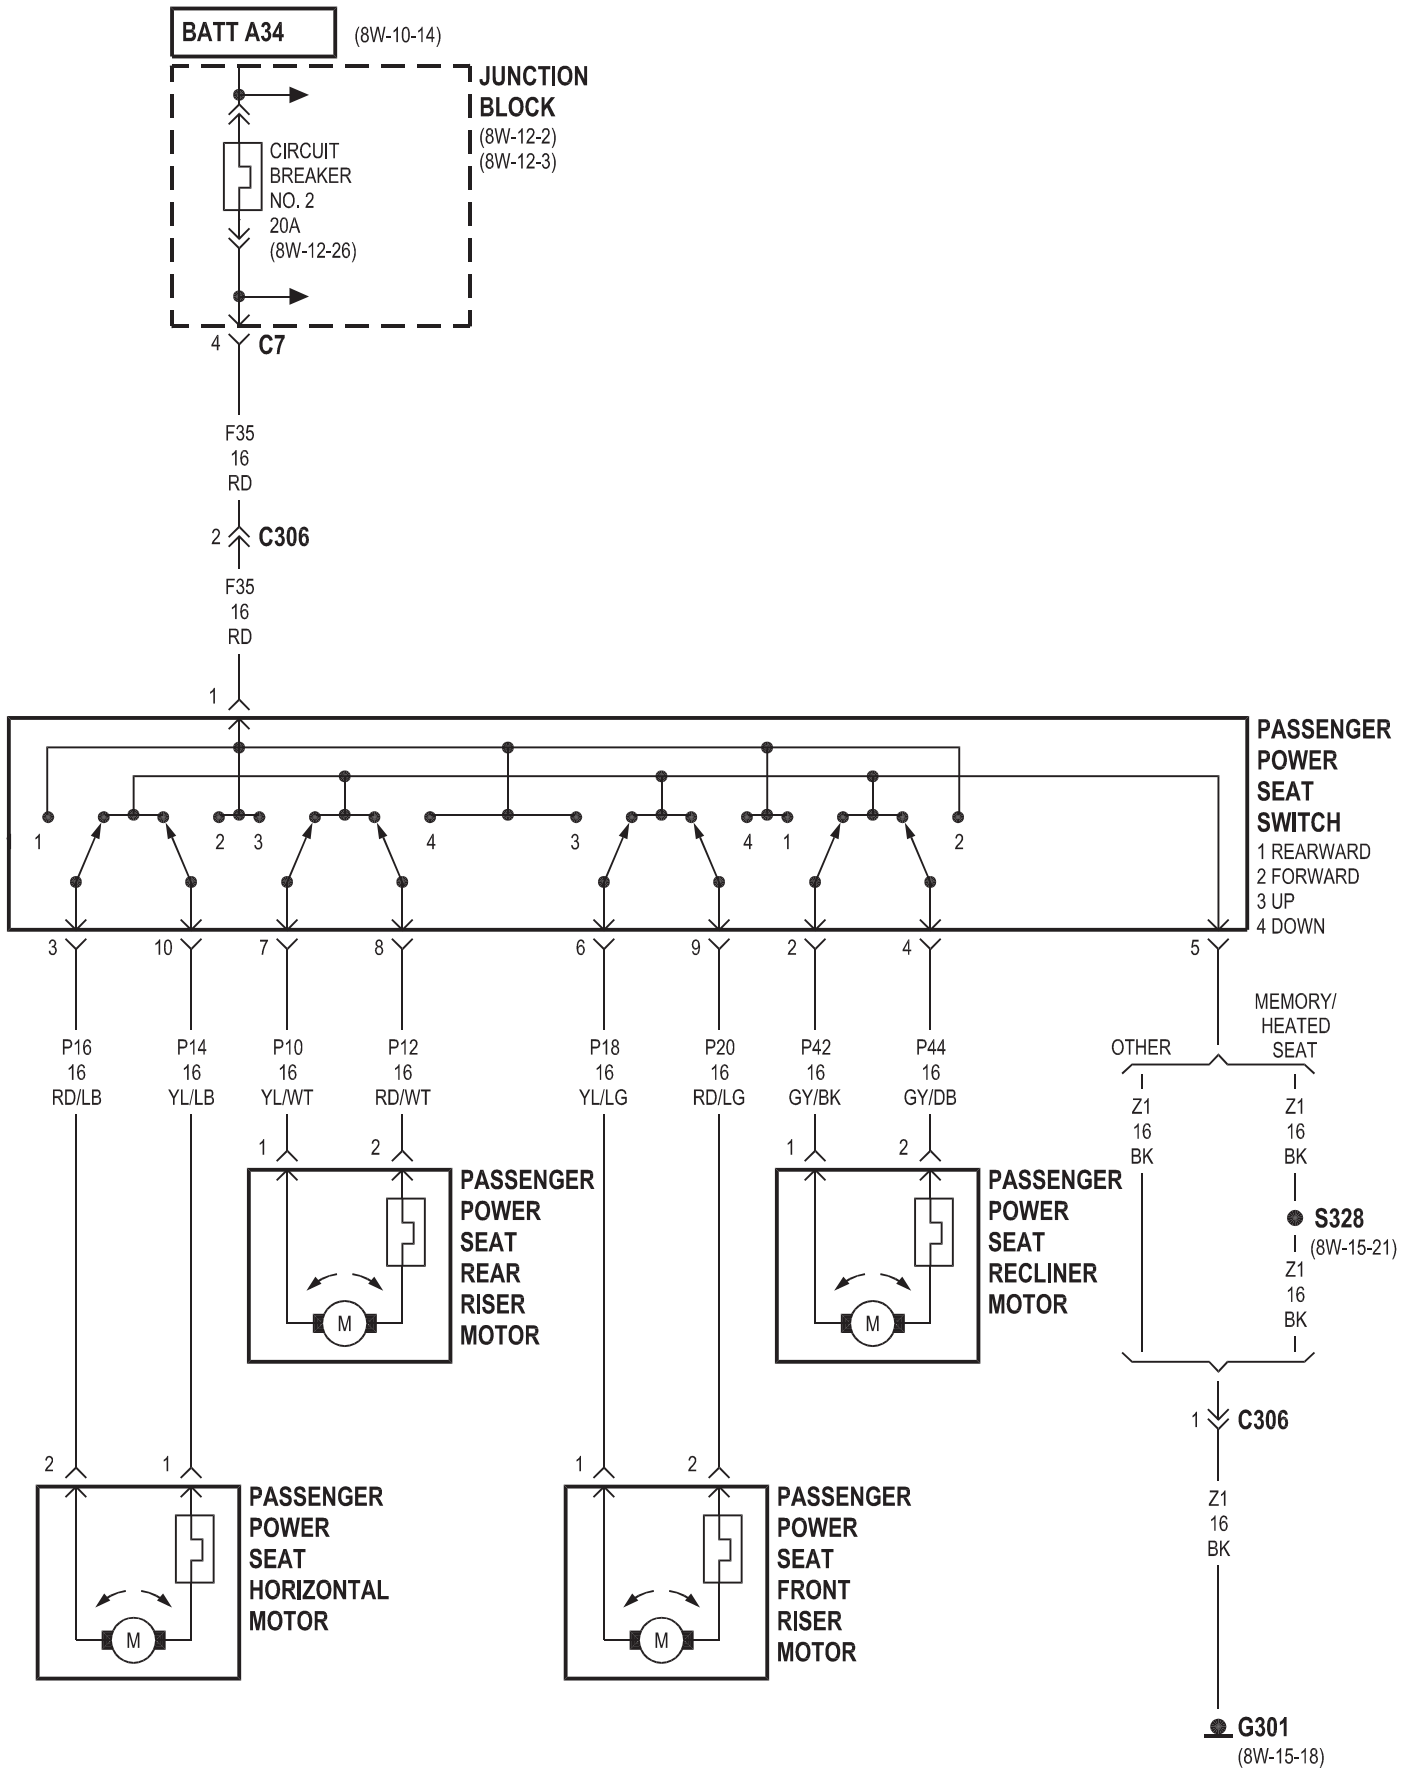 BATT A34
(8W-10-14)
JUNCTION
BLOCK
(8W-12-2)
(8W-12-3)
CIRCUIT
BREAKER
NO. 2
20A
(8W-12-26)
4 C7
F35
16
RD
2 C306
F35
16
RD
1
PASSENGER
POWER
SEAT
SWITCH
1 REARWARD
2 FORWARD
3 UP
4 DOWN
1 2 3 4 3 4 1 2
3 10 7 8 6 9 2 4 5
MEMORY/
HEATED
SEAT
OTHER
P16
16
RD/LB
P14
16
YL/LB
P10
16
YL/WT
P12
16
RD/WT
P18
16
YL/LG
P20
16
RD/LG
P42
16
GY/BK
P44
16
GY/DB
Z1
16
BK
Z1
16
BK
1 2
PASSENGER
POWER
SEAT
REAR
RISER
MOTOR
M
1 2
PASSENGER
POWER
SEAT
RECLINER
MOTOR
M
S328
(8W-15-21)
Z1
16
BK
1 C306
2 1
PASSENGER
POWER
SEAT
HORIZONTAL
MOTOR
M
1 2
PASSENGER
POWER
SEAT
FRONT
RISER
MOTOR
M
Z1
16
BK
G301
(8W-15-18)